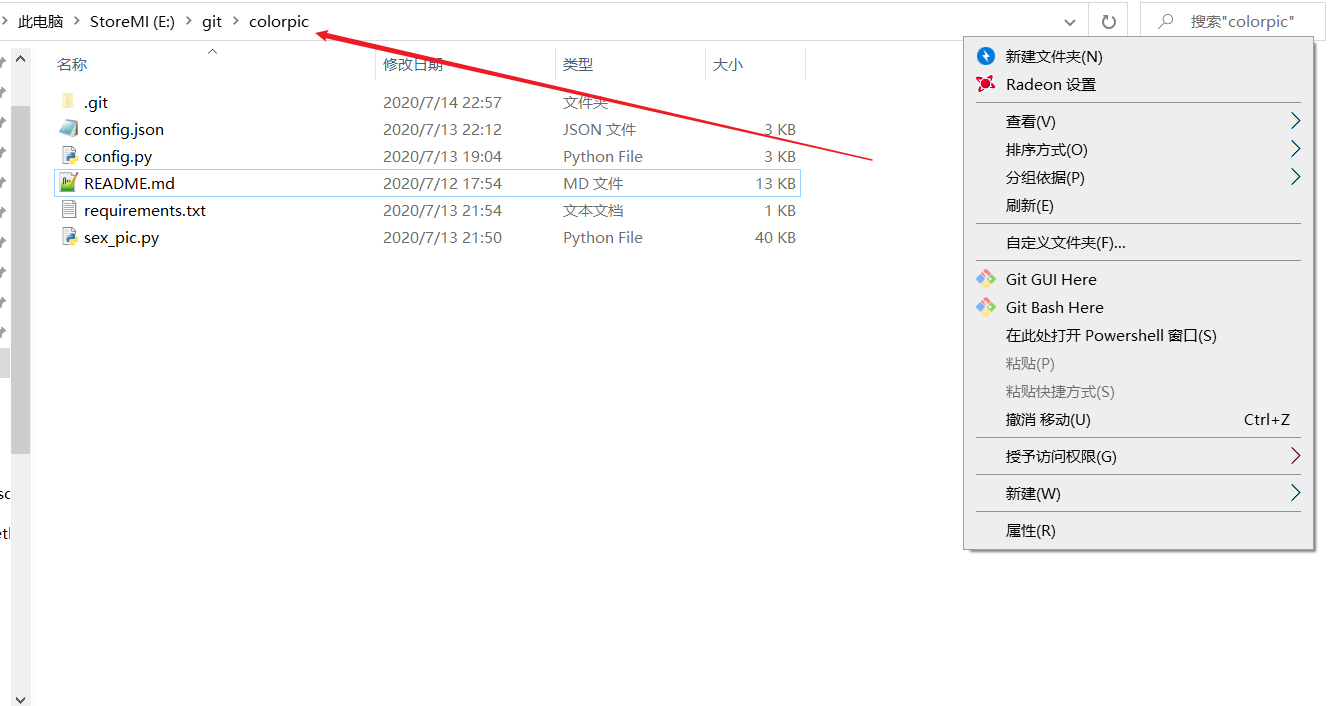 此电脑 StoreMI (E:) git colorpic
搜索"colorpic"
名称 修改日期 类型 大小
.git 2020/7/14 22:57 文件夹
config.json 2020/7/13 22:12 JSON 文件 3 KB
config.py 2020/7/13 19:04 Python File 3 KB
README.md 2020/7/12 17:54 MD 文件 13 KB
requirements.txt 2020/7/13 21:54 文本文档 1 KB
sex_pic.py 2020/7/13 21:50 Python File 40 KB
新建文件夹(N)
Radeon 设置
查看(V)
排序方式(O)
分组依据(P)
刷新(E)
自定义文件夹(F)...
Git GUI Here
Git Bash Here
在此处打开 Powershell 窗口(S)
粘贴(P)
粘贴快捷方式(S)
撤消 移动(U) Ctrl+Z
授予访问权限(G)
新建(W)
属性(R)